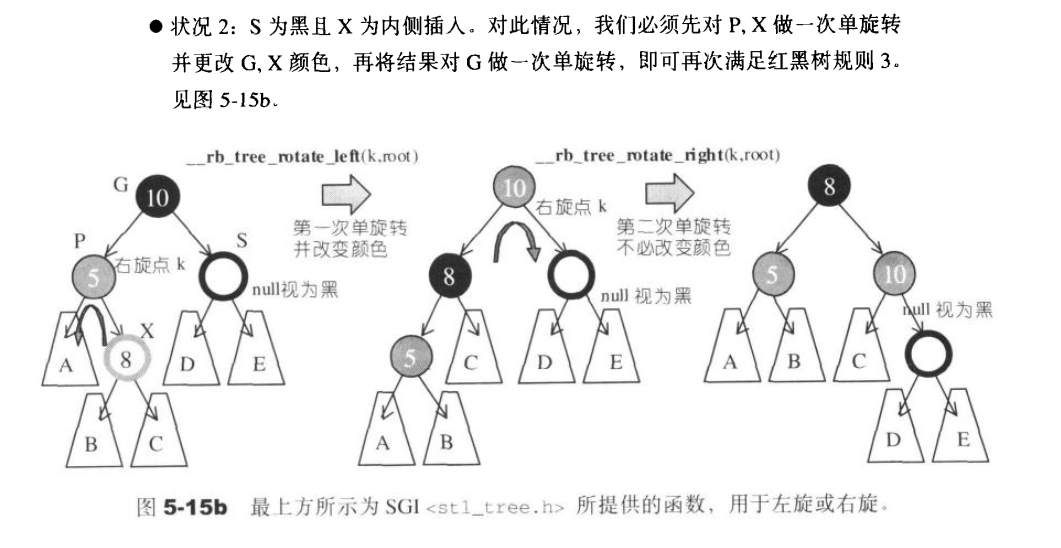 ● 状况 2：S 为黑且 X 为内侧插入。对此情况，我们必须先对 P, X 做一次单旋转
并更改 G, X 颜色，再将结果对 G 做一次单旋转，即可再次满足红黑树规则 3。
见图 5-15b。
__rb_tree_rotate_left(k,root)
__rb_tree_rotate_right(k,root)
G
10
P
S
5
右旋点 k
null视为黑
X
8
A
D
E
B
C
第一次单旋转
并改变颜色
10
右旋点 k
8
null 视为黑
5
C
D
E
A
B
第二次单旋转
不必改变颜色
8
5
10
null 视为黑
A
B
C
D
E
图 5-15b 最上方所示为 SGI <stl_tree.h> 所提供的函数，用于左旋或右旋。